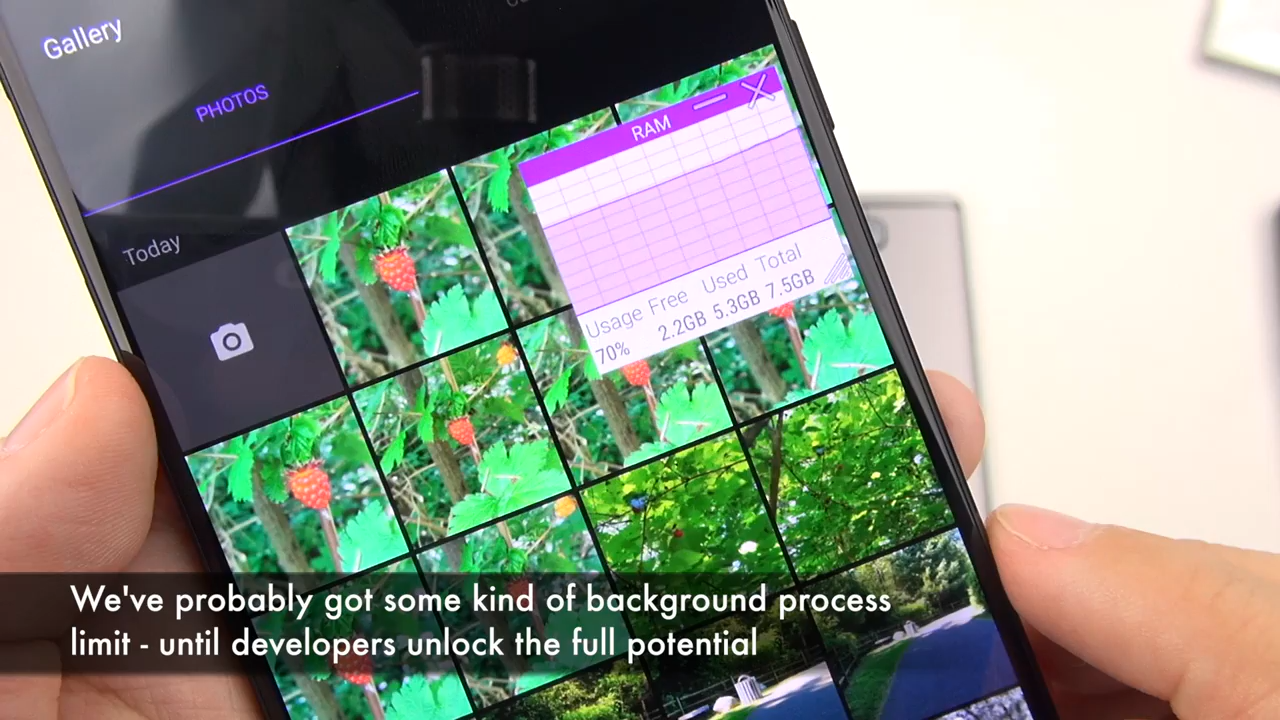 Gallery
PHOTOS
RAM
Today
Usage Free Used Total
70% 2.2GB 5.3GB 7.5GB
We've probably got some kind of background process
limit - until developers unlock the full potential